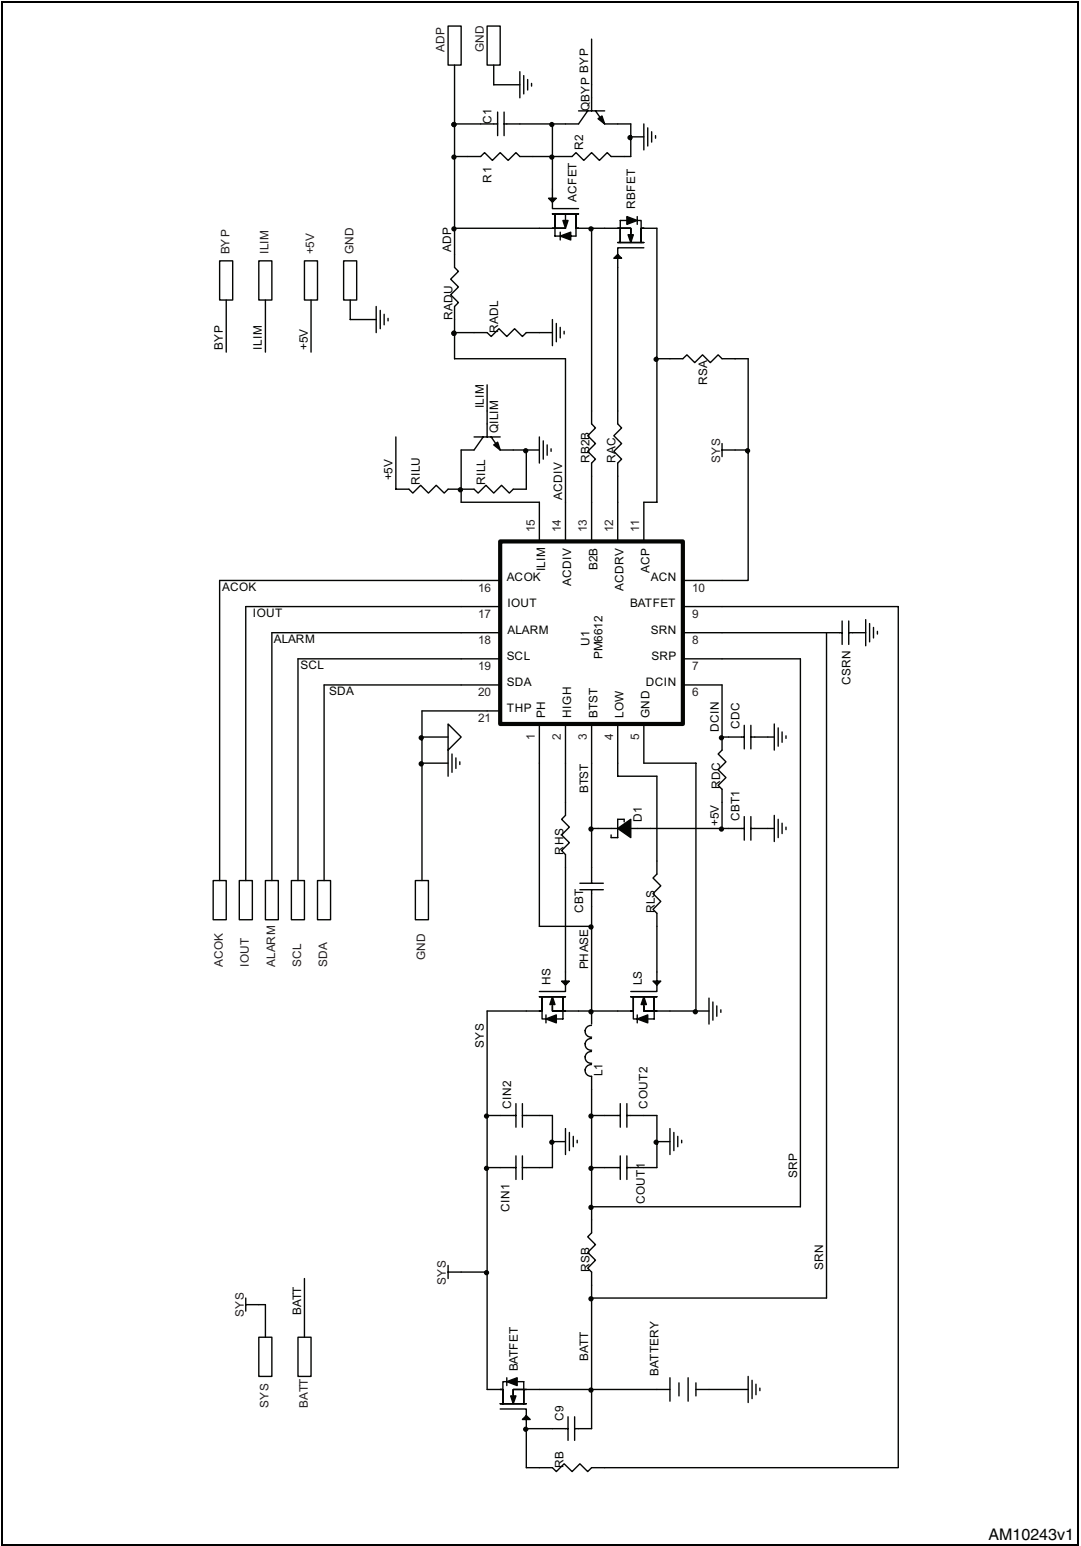 ADP
GND
C1
QBYP BYP
R1
R2
ACFET
RBFET
BYP
ILIM
+5V
GND
BYP
ILIM
+5V
ADP
RADU
RADL
RSA
SYS
ILIM
QILIM
+5V
RILU
RILL
ACDIV
RB2B
RAC
15
14
13
12
11
ILIM
ACDIV
B2B
ACDRV
ACP
ACOK
16
ACOK
ACN
10
IOUT
17
IOUT
BATFET
9
ALARM
18
ALARM
U1
PM6612
SRN
8
SCL
19
SCL
SRP
7
SDA
20
SDA
DCIN
6
21
THP
PH
HIGH
BTST
LOW
GND
1
2
3
4
5
CSRN
DCIN
CDC
BTST
RDC
+5V
CBT1
D1
RHS
CBT
RLS
ACOK
IOUT
ALARM
SCL
SDA
GND
PHASE
HS
LS
SYS
L1
CIN2
COUT2
CIN1
COUT1
SRP
SYS
RSB
SRN
SYS
BATT
SYS
BATT
BATFET
BATT
BATTERY
C9
RB
AM10243v1